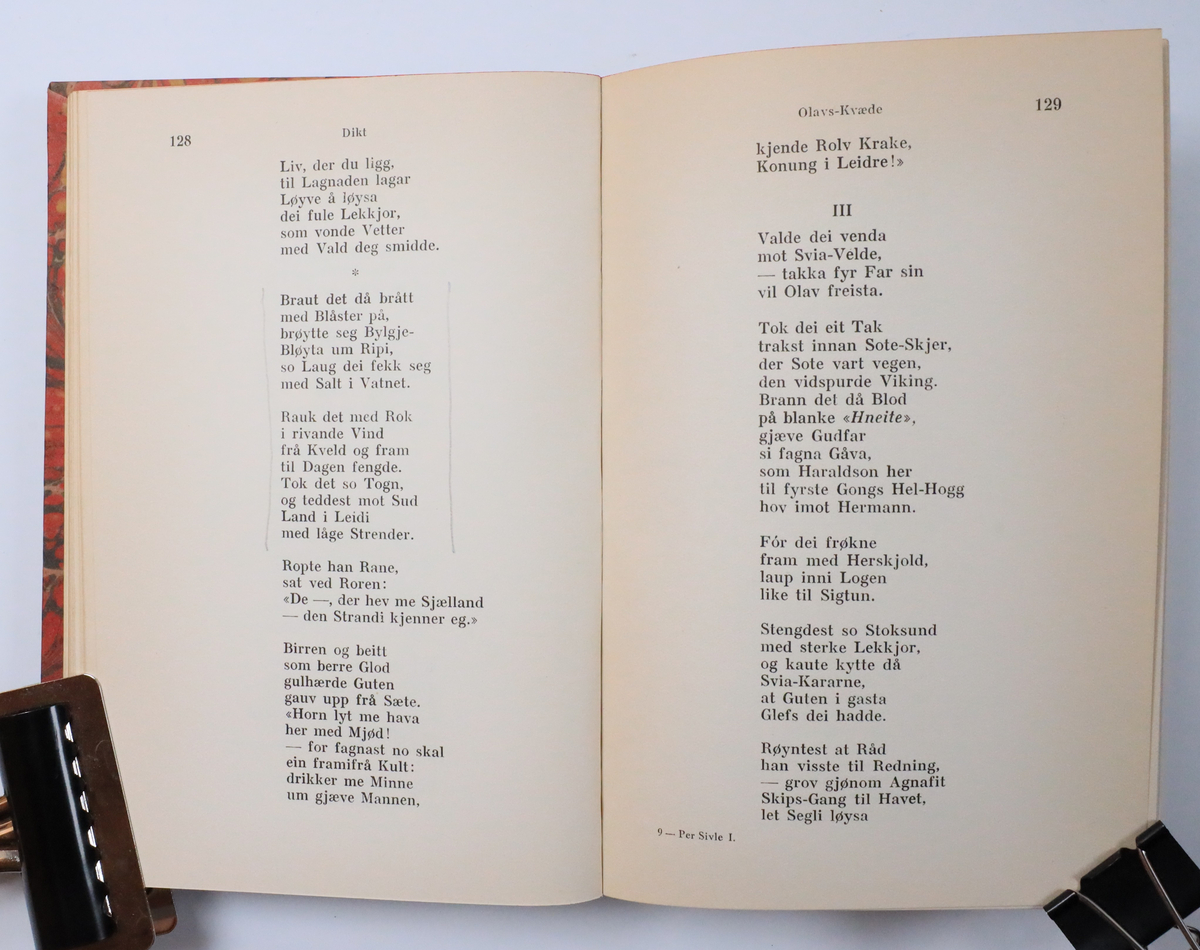 128
Dikt
Liv, der du ligg,
til Lagnaden lagar
Løyve å løysa
dei fule Lekkjor,
som vonde Vetter
med Vald deg smidde.
*
Braut det då brått
med Blåster på,
brøytte seg Bylgje-
Bløyta um Ripi,
so Laug dei fekk seg
med Salt i Vatnet.
Rauk det med Rok
i rivande Vind
frå Kveld og fram
til Dagen fengde.
Tok det so Togn,
og teddest mot Sud
Land i Leidi
med låge Strender.
Ropte han Rane,
sat ved Roren:
«De —, der hev me Sjælland
— den Strandi kjenner eg.»
Birren og beitt
som berre Glod
gulhærde Guten
gauv upp frå Sæte.
«Horn lyt me hava
her med Mjød!
— for fagnast no skal
ein framifrå Kult:
drikker me Minne
um gjæve Mannen,
Olavs-Kvæde
129
kjende Rolv Krake,
Konung i Leidre!»
III
Valde dei venda
mot Svia-Velde,
— takka fyr Far sin
vil Olav freista.
Tok dei eit Tak
trakst innan Sote-Skjer,
der Sote vart vegen,
den vidspurde Viking.
Brann det då Blod
på blanke «Hneite»,
gjæve Gudfar
si fagna Gåva,
som Haraldson her
til fyrste Gongs Hel-Hogg
hov imot Hermann.
Fór dei frøkne
fram med Herskjold,
laup inni Logen
like til Sigtun.
Stengdest so Stoksund
med sterke Lekkjor,
og kaute kytte då
Svia-Kararne,
at Guten i gasta
Glefs dei hadde.
Røyntest at Råd
han visste til Redning,
— grov gjønom Agnafit
Skips-Gang til Havet,
let Segli løysa
9 — Per Sivle I.